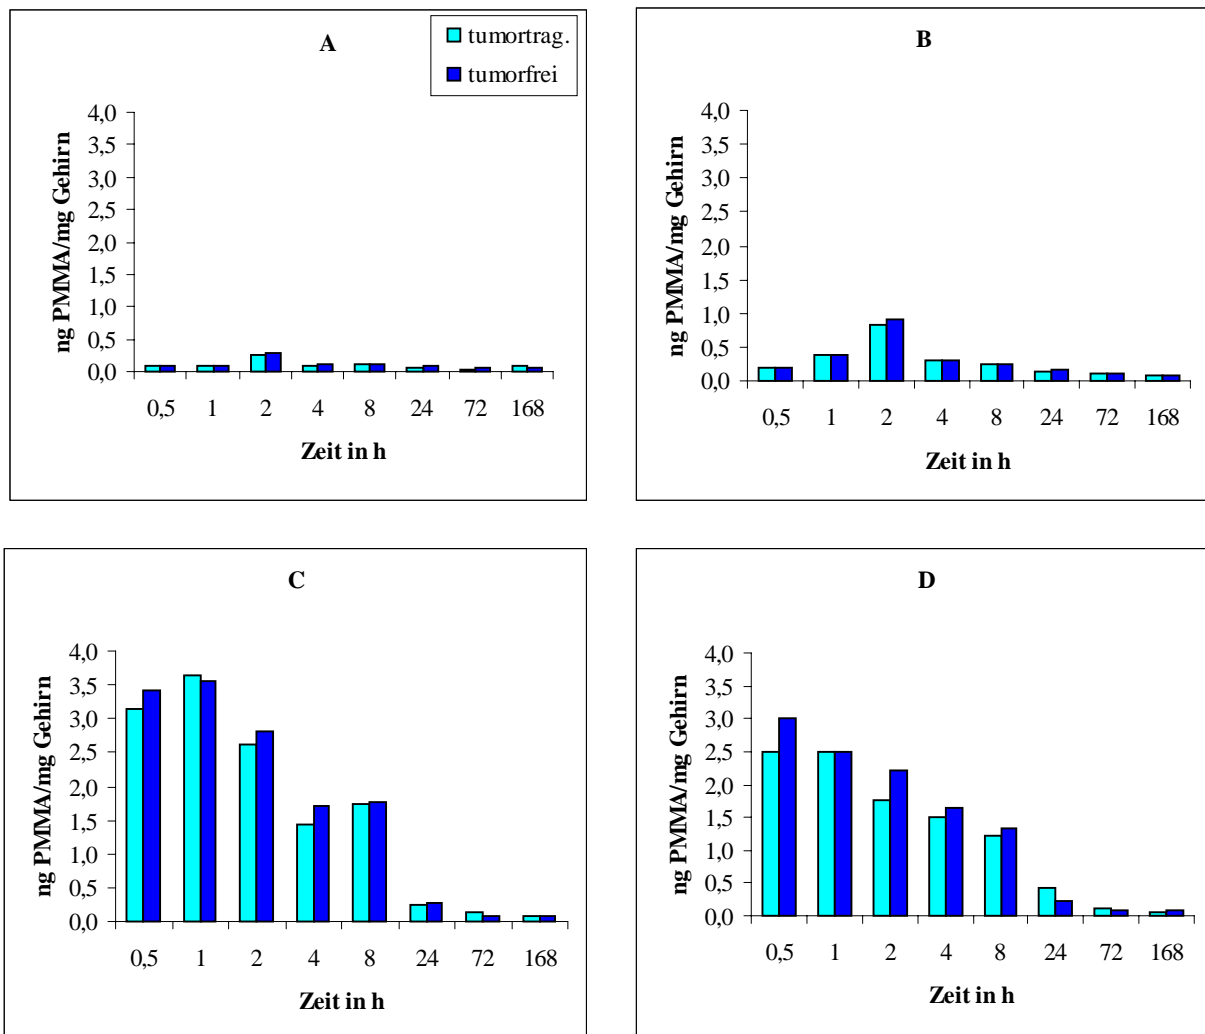 A
tumortrag.
tumorfrei
ng PMMA/mg Gehirn
4,0
3,5
3,0
2,5
2,0
1,5
1,0
0,5
0,0
0,5 1 2 4 8 24 72 168
Zeit in h
B
ng PMMA/mg Gehirn
4,0
3,5
3,0
2,5
2,0
1,5
1,0
0,5
0,0
0,5 1 2 4 8 24 72 168
Zeit in h
C
ng PMMA/mg Gehirn
4,0
3,5
3,0
2,5
2,0
1,5
1,0
0,5
0,0
0,5 1 2 4 8 24 72 168
Zeit in h
D
ng PMMA/mg Gehirn
4,0
3,5
3,0
2,5
2,0
1,5
1,0
0,5
0,0
0,5 1 2 4 8 24 72 168
Zeit in h